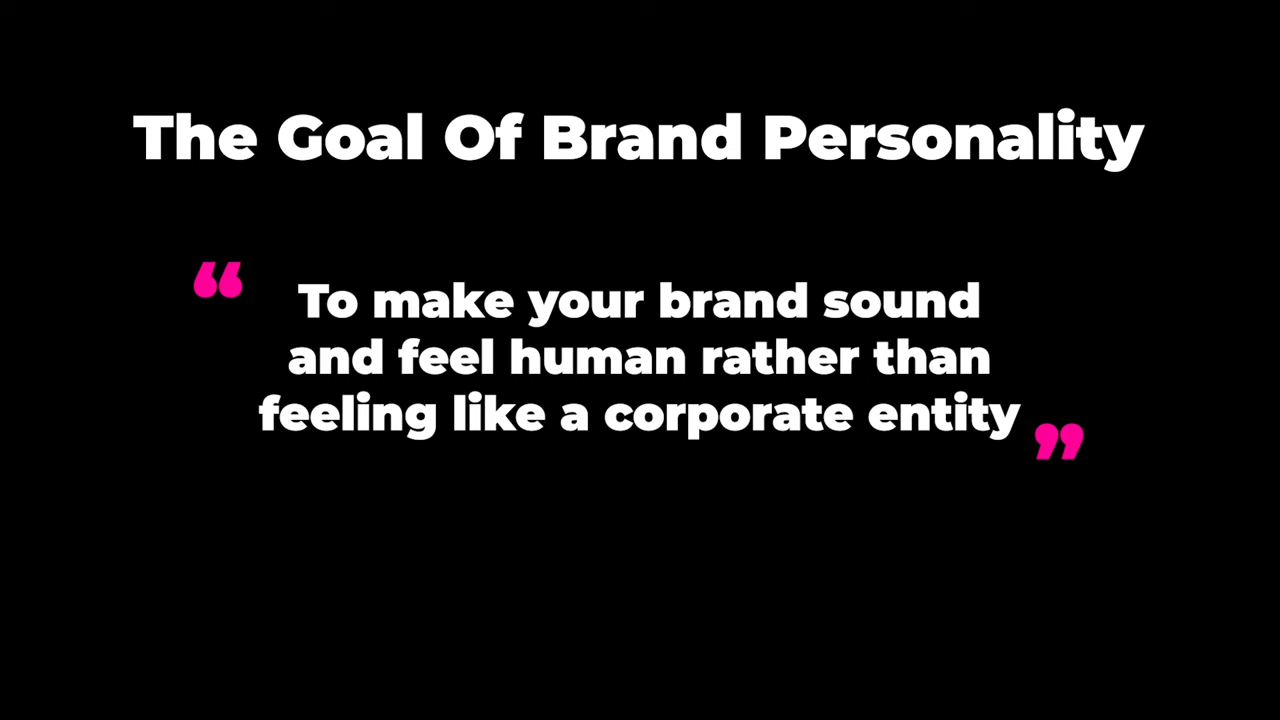 The Goal Of Brand Personality
“ To make your brand sound
and feel human rather than
feeling like a corporate entity ”